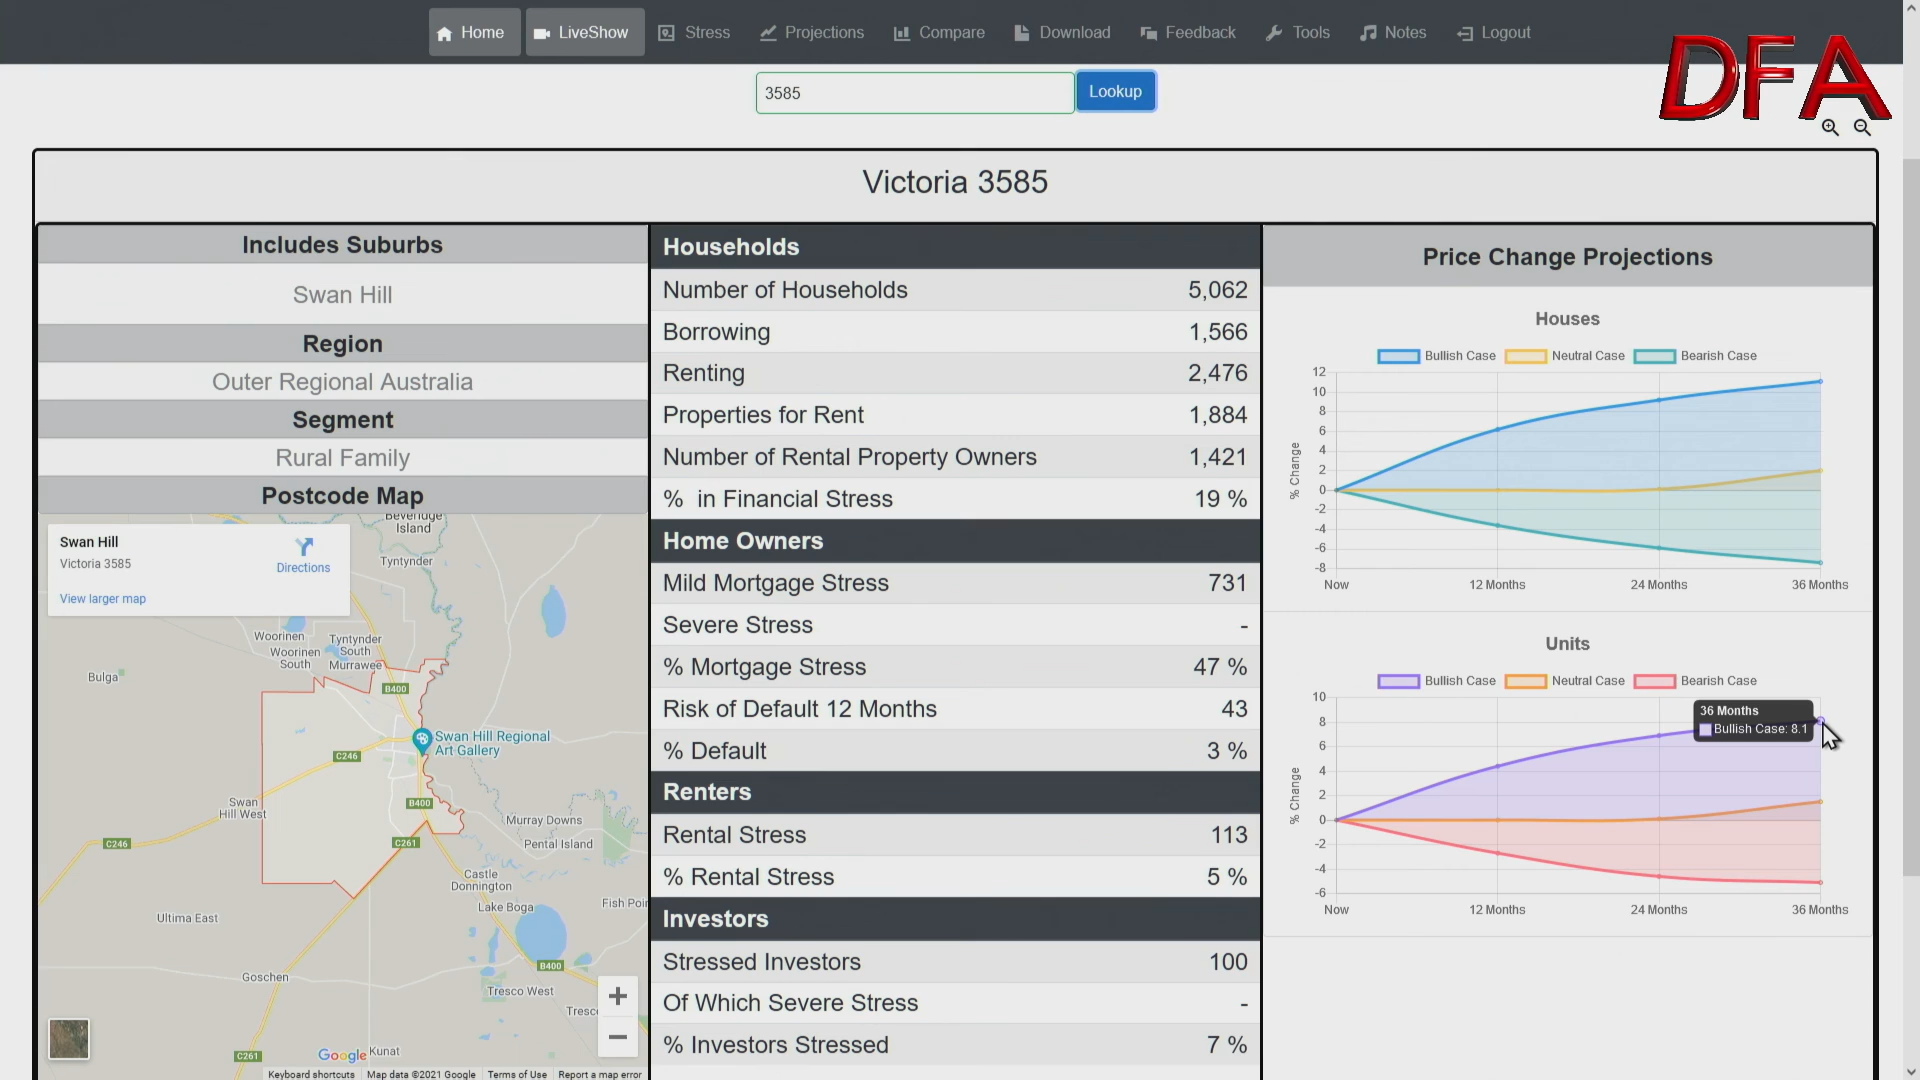 Home LiveShow Stress Projections Compare Download Feedback Tools Notes Logout
DFA
3585 Lookup
Victoria 3585
Includes Suburbs
Swan Hill
Region
Outer Regional Australia
Segment
Rural Family
Postcode Map
Swan Hill
Victoria 3585
Directions
View larger map
Beveridge
Island
Tyntynder
Woorinen
Woorinen
South
Tyntynder
South
Murrawee
Bulga
B400
Swan Hill Regional
Art Gallery
C246
Swan
Hill West
B400
C246
C261
Murray Downs
Pental Island
Castle
Donnington
Lake Boga
Fish Poi
Ultima East
B400
Goschen
Tresco West
Tresc
C261
Google
Kunat
Keyboard shortcuts Map data ©2021 Google Terms of Use Report a map error
Households
Number of Households 5,062
Borrowing 1,566
Renting 2,476
Properties for Rent 1,884
Number of Rental Property Owners 1,421
% in Financial Stress 19 %
Home Owners
Mild Mortgage Stress 731
Severe Stress -
% Mortgage Stress 47 %
Risk of Default 12 Months 43
% Default 3 %
Renters
Rental Stress 113
% Rental Stress 5 %
Investors
Stressed Investors 100
Of Which Severe Stress -
% Investors Stressed 7 %
Price Change Projections
Houses
Bullish Case Neutral Case Bearish Case
% Change
12
10
8
6
4
2
0
-2
-4
-6
-8
Now 12 Months 24 Months 36 Months
Units
Bullish Case Neutral Case Bearish Case
% Change
10
8
6
4
2
0
-2
-4
-6
36 Months
Bullish Case: 8.1
Now 12 Months 24 Months 36 Months